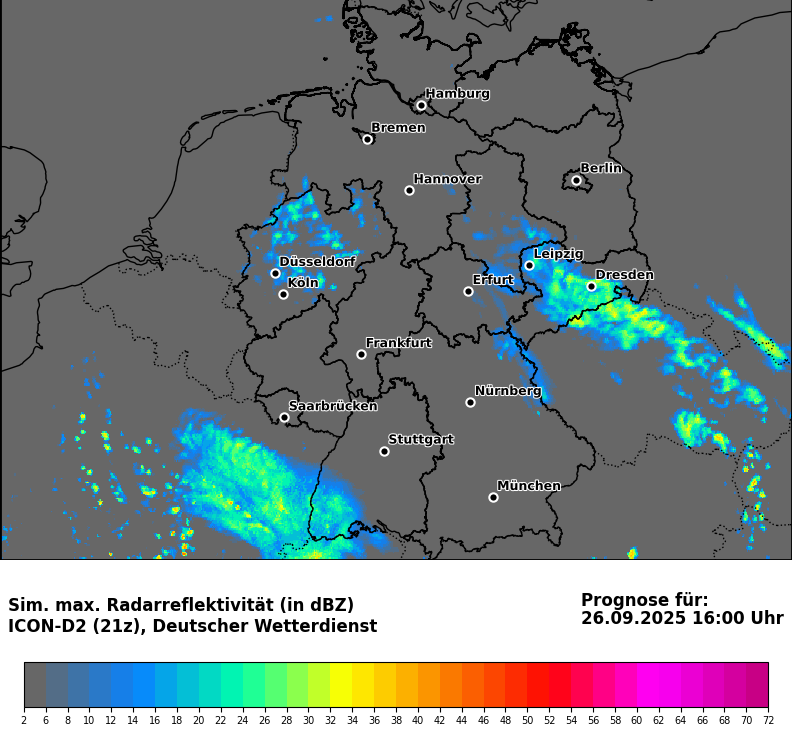 Hamburg
Bremen
Berlin
Hannover
Leipzig
Düsseldorf
Dresden
Köln
Erfurt
Frankfurt
Nürnberg
Saarbrücken
Stuttgart
München
Sim. max. Radarreflektivität (in dBZ)
ICON-D2 (21z), Deutscher Wetterdienst
Prognose für:
26.09.2025 16:00 Uhr
2 6 8 10 12 14 16 18 20 22 24 26 28 30 32 34 36 38 40 42 44 46 48 50 52 54 56 58 60 62 64 66 68 70 72